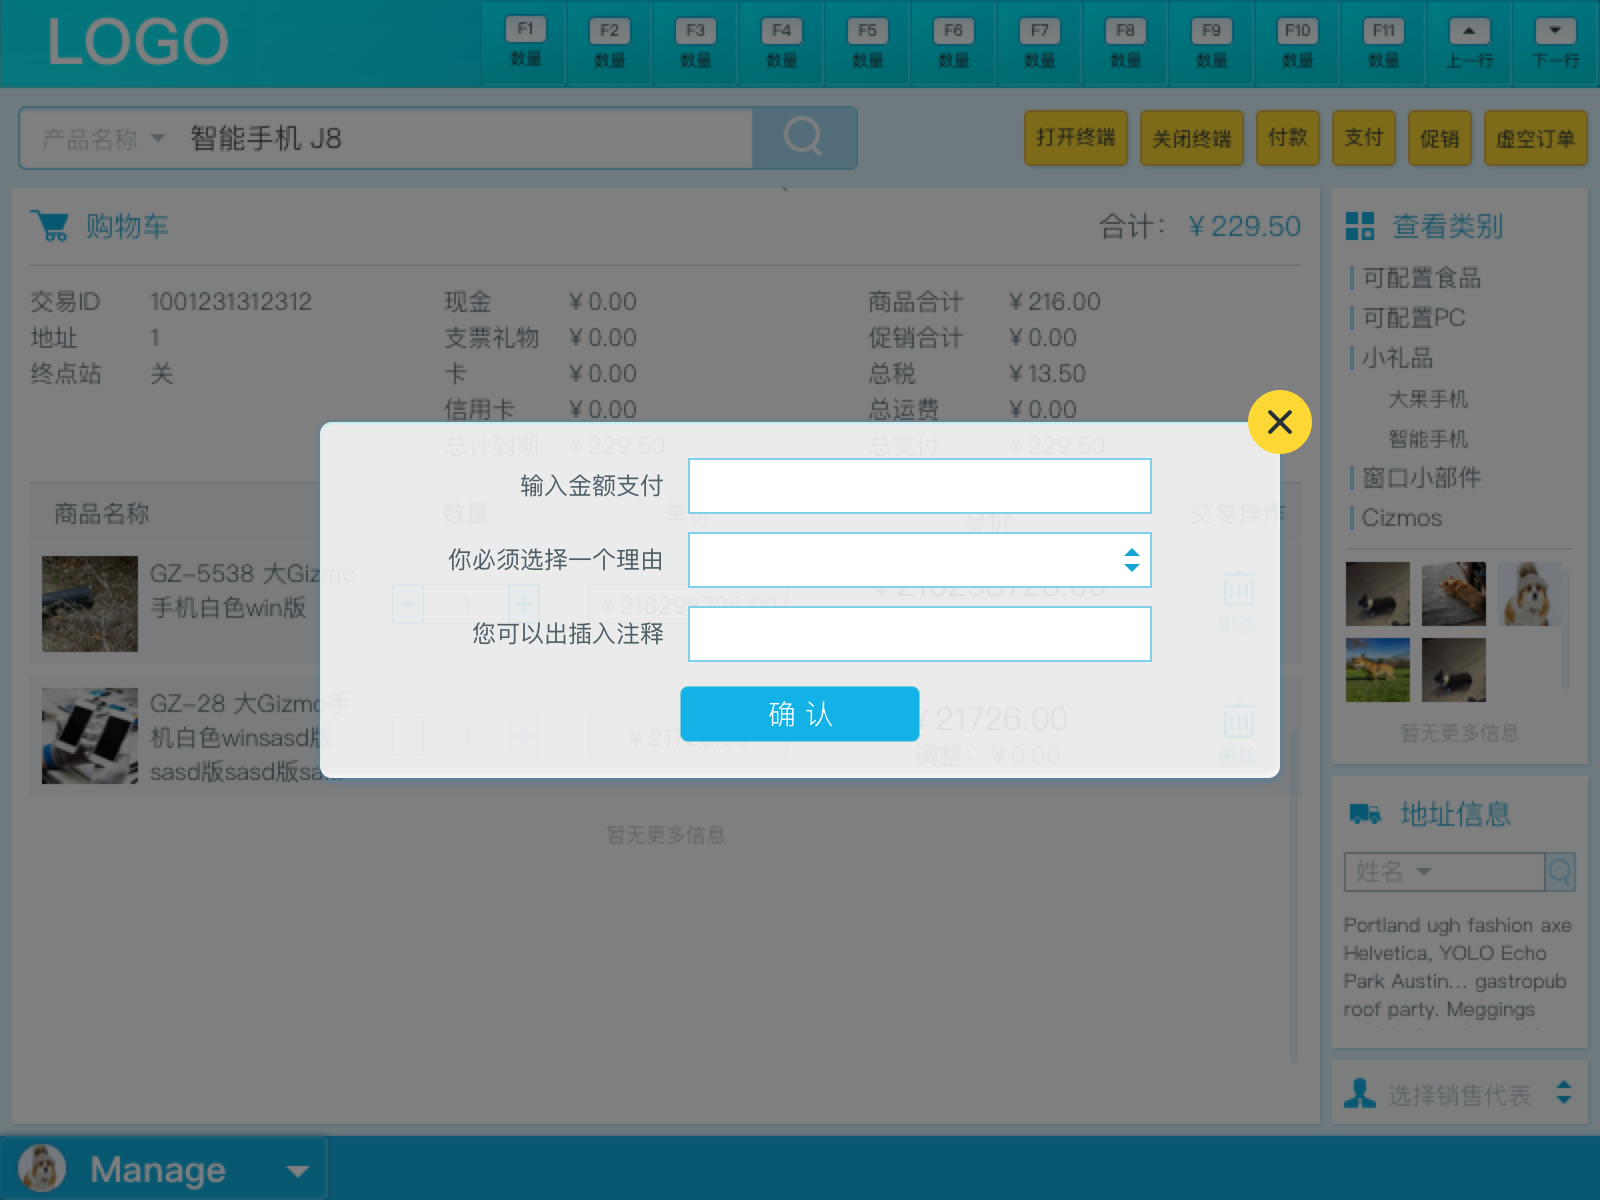 LOGO
F1 F2 F3 F4 F5 F6 F7 F8 F9 F10 F11
数量 数量 数量 数量 数量 数量 数量 数量 数量 数量 数量 上一行 下一行
产品名称 智能手机 J8
打开终端 关闭终端 付款 支付 促销 虚空订单
购物车
合计： ¥ 229.50
交易ID 1001231312312 现金 ¥ 0.00 商品合计 ¥ 216.00
地址 1 支票礼物 ¥ 0.00 促销合计 ¥ 0.00
终点站 关 卡 ¥ 0.00 总税 ¥ 13.50
信用卡 ¥ 0.00 总运费 ¥ 0.00
总计到期 ¥ 229.50 总支付 ¥ 229.50
商品名称 数量 单价 总价 交易操作
GZ-5538 大Gizmo
手机白色win版
1
¥ 216298726.00
¥ 216298726.00
删除
GZ-28 大Gizmo手
机白色winsasd版
sasd版sasd版sa...
1
¥ 21726.00
调整： ¥ 0.00
删除
暂无更多信息
输入金额支付
你必须选择一个理由
您可以出插入注释
确 认
查看类别
可配置食品
可配置PC
小礼品
大果手机
智能手机
窗口小部件
Cizmos
暂无更多信息
地址信息
姓名
Portland ugh fashion axe
Helvetica, YOLO Echo
Park Austin... gastropub
roof party. Meggings
选择销售代表
Manage